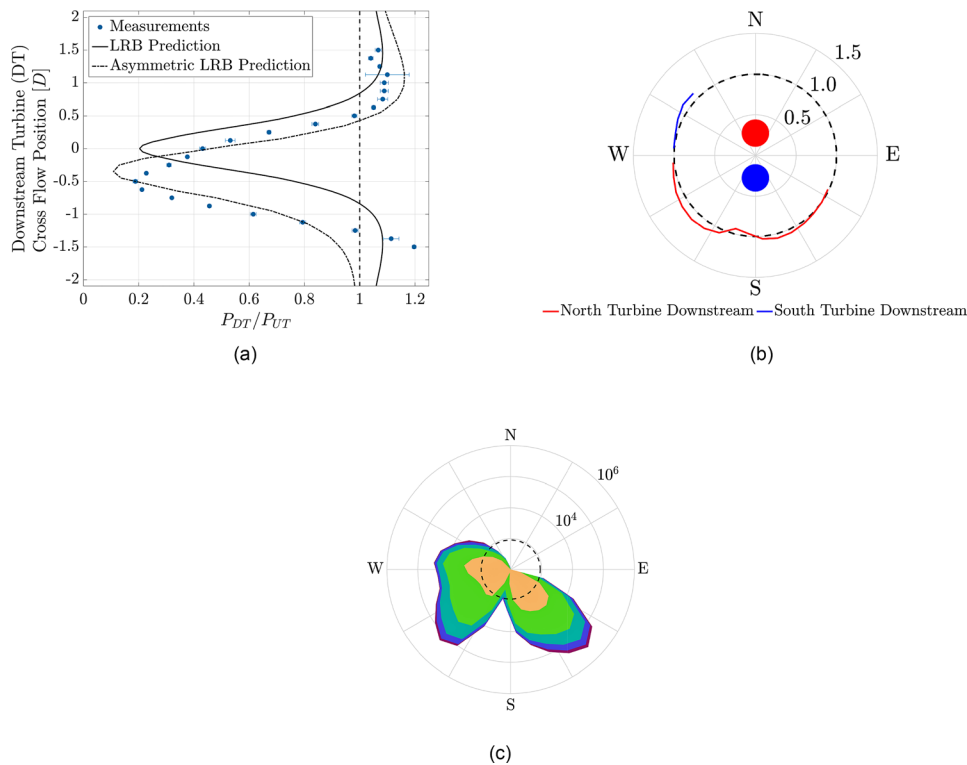 Measurements
LRB Prediction
Asymmetric LRB Prediction
Downstream Turbine (DT)
Cross Flow Position [D]
2
1.5
1
0.5
0
-0.5
-1
-1.5
-2
0
0.2
0.4
0.6
0.8
1
1.2
P_DT/P_UT
(a)
N
1.5
1.0
0.5
W
E
S
North Turbine Downstream
South Turbine Downstream
(b)
N
10^6
10^4
W
E
S
(c)